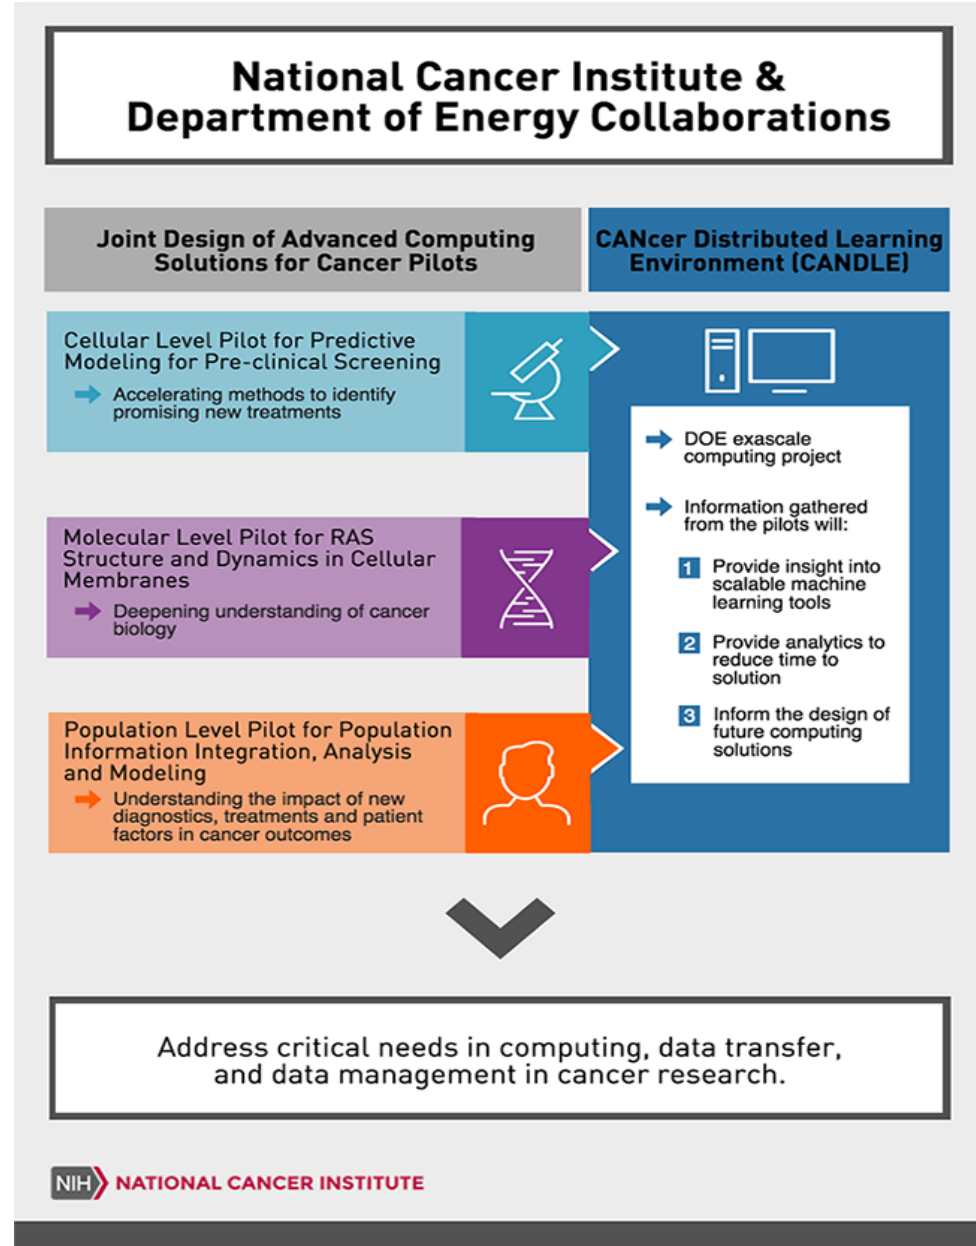 National Cancer Institute &
Department of Energy Collaborations
Joint Design of Advanced Computing
Solutions for Cancer Pilots
CANcer Distributed Learning
Environment (CANDLE)
Cellular Level Pilot for Predictive
Modeling for Pre-clinical Screening
Accelerating methods to identify
promising new treatments
Molecular Level Pilot for RAS
Structure and Dynamics in Cellular
Membranes
Deepening understanding of cancer
biology
Population Level Pilot for Population
Information Integration, Analysis
and Modeling
Understanding the impact of new
diagnostics, treatments and patient
factors in cancer outcomes
DOE exascale
computing project
Information gathered
from the pilots will:
1 Provide insight into
scalable machine
learning tools
2 Provide analytics to
reduce time to
solution
3 Inform the design of
future computing
solutions
Address critical needs in computing, data transfer,
and data management in cancer research.
NIH NATIONAL CANCER INSTITUTE